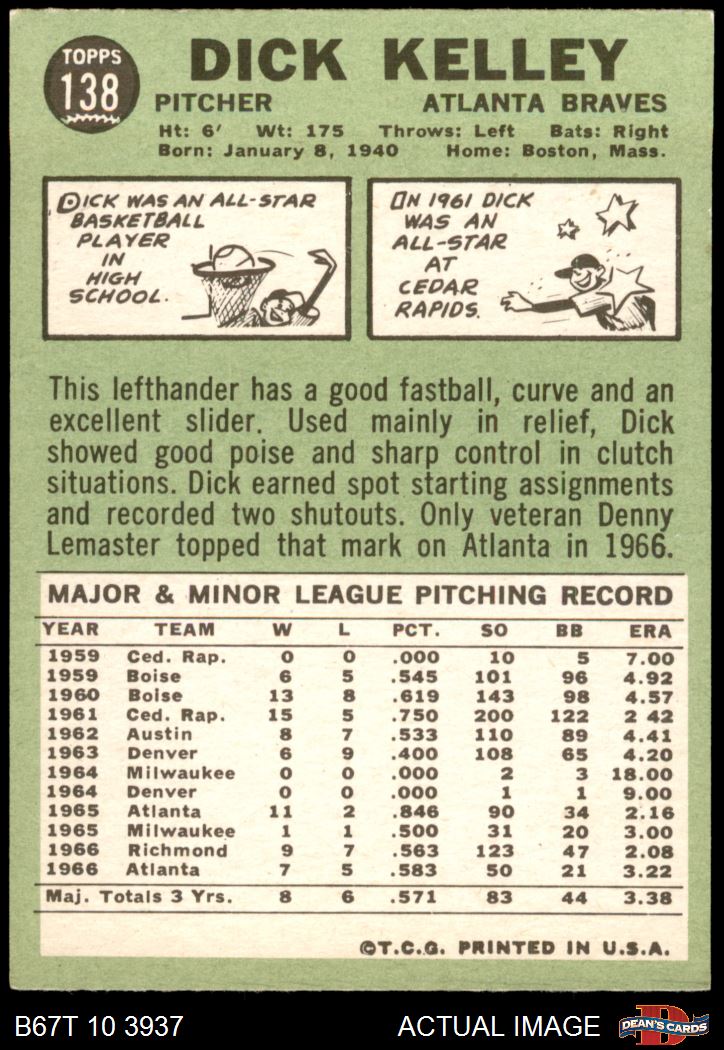 TOPPS
138
DICK KELLEY
PITCHER ATLANTA BRAVES
Ht: 6' Wt: 175 Throws: Left Bats: Right
Born: January 8, 1940 Home: Boston, Mass.
DICK WAS AN ALL-STAR
BASKETBALL
PLAYER
IN
HIGH
SCHOOL.
IN 1961 DICK
WAS AN
ALL-STAR
AT
CEDAR
RAPIDS.
This lefthander has a good fastball, curve and an
excellent slider. Used mainly in relief, Dick
showed good poise and sharp control in clutch
situations. Dick earned spot starting assignments
and recorded two shutouts. Only veteran Denny
Lemaster topped that mark on Atlanta in 1966.
MAJOR & MINOR LEAGUE PITCHING RECORD
YEAR TEAM W L PCT. SO BB ERA
1959 Ced. Rap. 0 0 .000 10 5 7.00
1959 Boise 6 5 .545 101 96 4.92
1960 Boise 13 8 .619 143 98 4.57
1961 Ced. Rap. 15 5 .750 200 122 2 42
1962 Austin 8 7 .533 110 89 4.41
1963 Denver 6 9 .400 108 65 4.20
1964 Milwaukee 0 0 .000 2 3 18.00
1964 Denver 0 0 .000 1 1 9.00
1965 Atlanta 11 2 .846 90 34 2.16
1965 Milwaukee 1 1 .500 31 20 3.00
1966 Richmond 9 7 .563 123 47 2.08
1966 Atlanta 7 5 .583 50 21 3.22
Maj. Totals 3 Yrs. 8 6 .571 83 44 3.38
©T.C.G. PRINTED IN U.S.A.
B67T 10 3937 ACTUAL IMAGE
D
DEAN'S CARDS